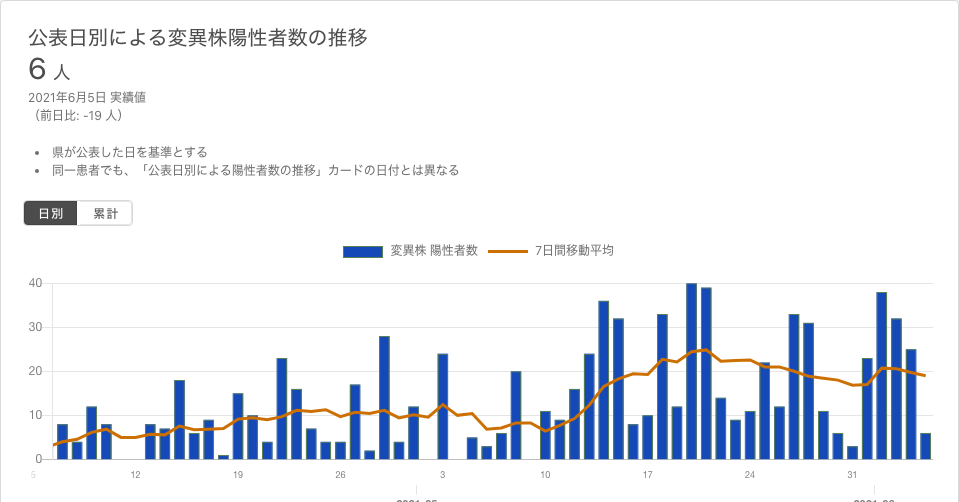 公表日別による変異株陽性者数の推移
6 人
2021年6月5日 実績値
（前日比: -19 人）
• 県が公表した日を基準とする
• 同一患者でも、「公表日別による陽性者数の推移」カードの日付とは異なる
日別 累計
変異株 陽性者数 7日間移動平均
40
30
20
10
0
5 12 19 26 3 10 17 24 31